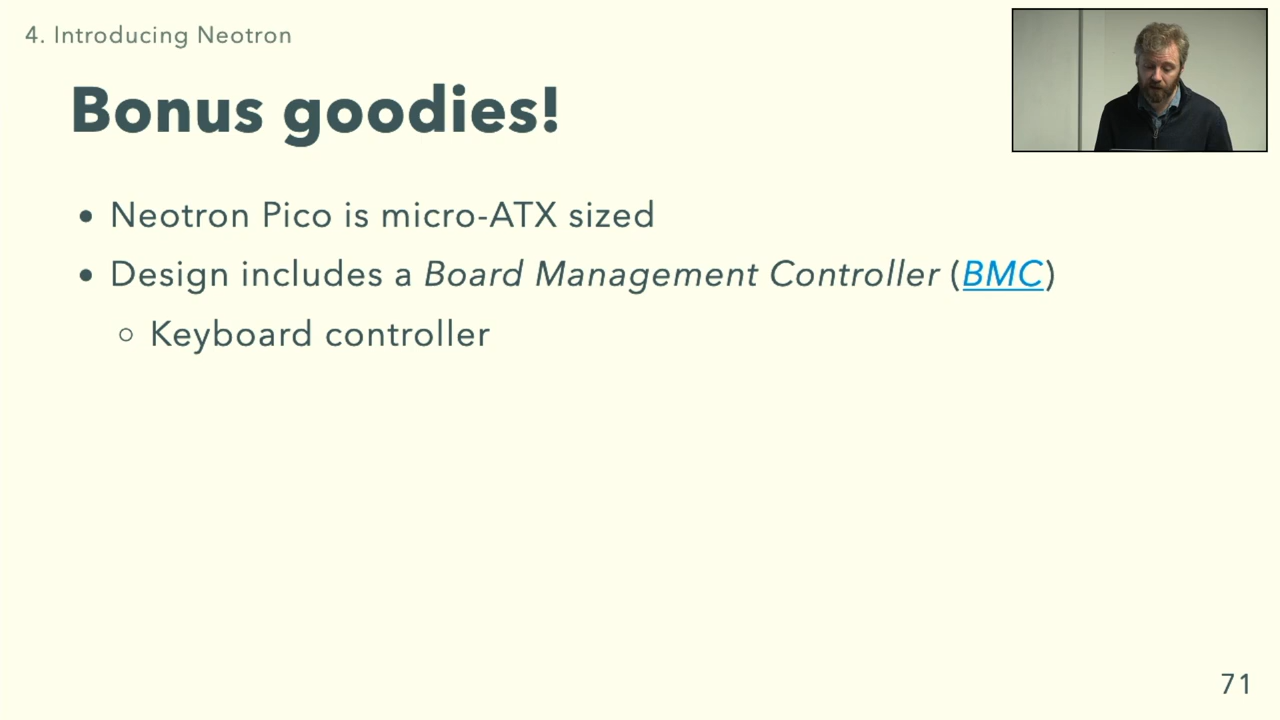 4. Introducing Neotron
Bonus goodies!
• Neotron Pico is micro-ATX sized
• Design includes a Board Management Controller (BMC)
○ Keyboard controller
71